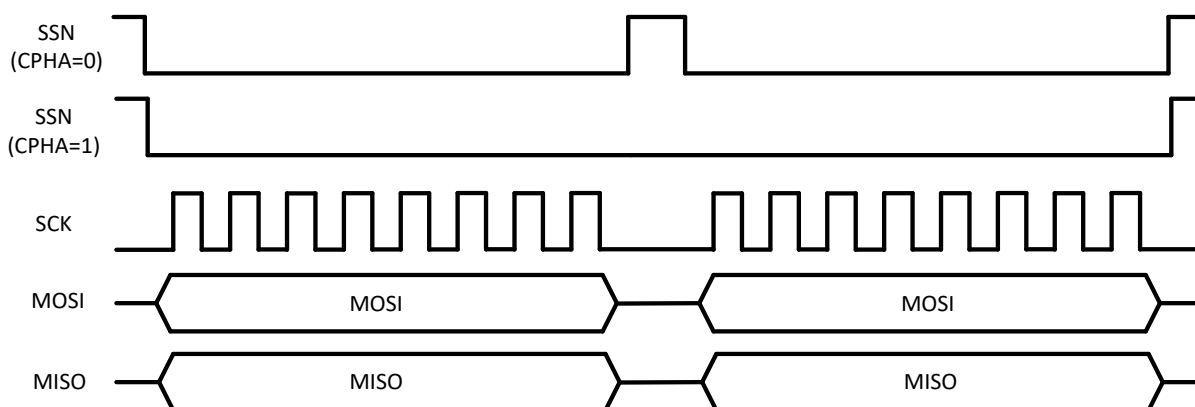 SSN
(CPHA=0)
SSN
(CPHA=1)
SCK
MOSI
MOSI
MOSI
MISO
MISO
MISO